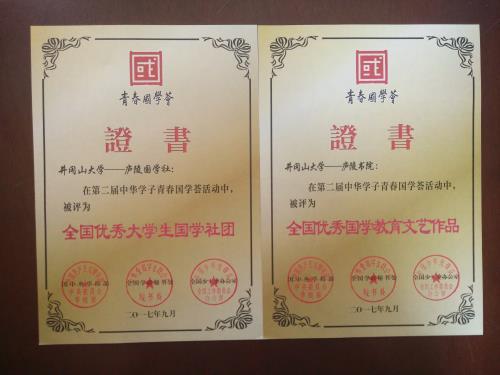 國
青春國學薈
證書
井冈山大学——庐陵国学社：
在第二届中华学子青春国学荟活动中，
被评为
全国优秀大学生国学社团
二〇一七年九月
國
青春國學薈
證書
井冈山大学——庐陵书院：
在第二届中华学子青春国学荟活动中，
被评为
全国优秀国学教育文艺作品
二〇一七年九月